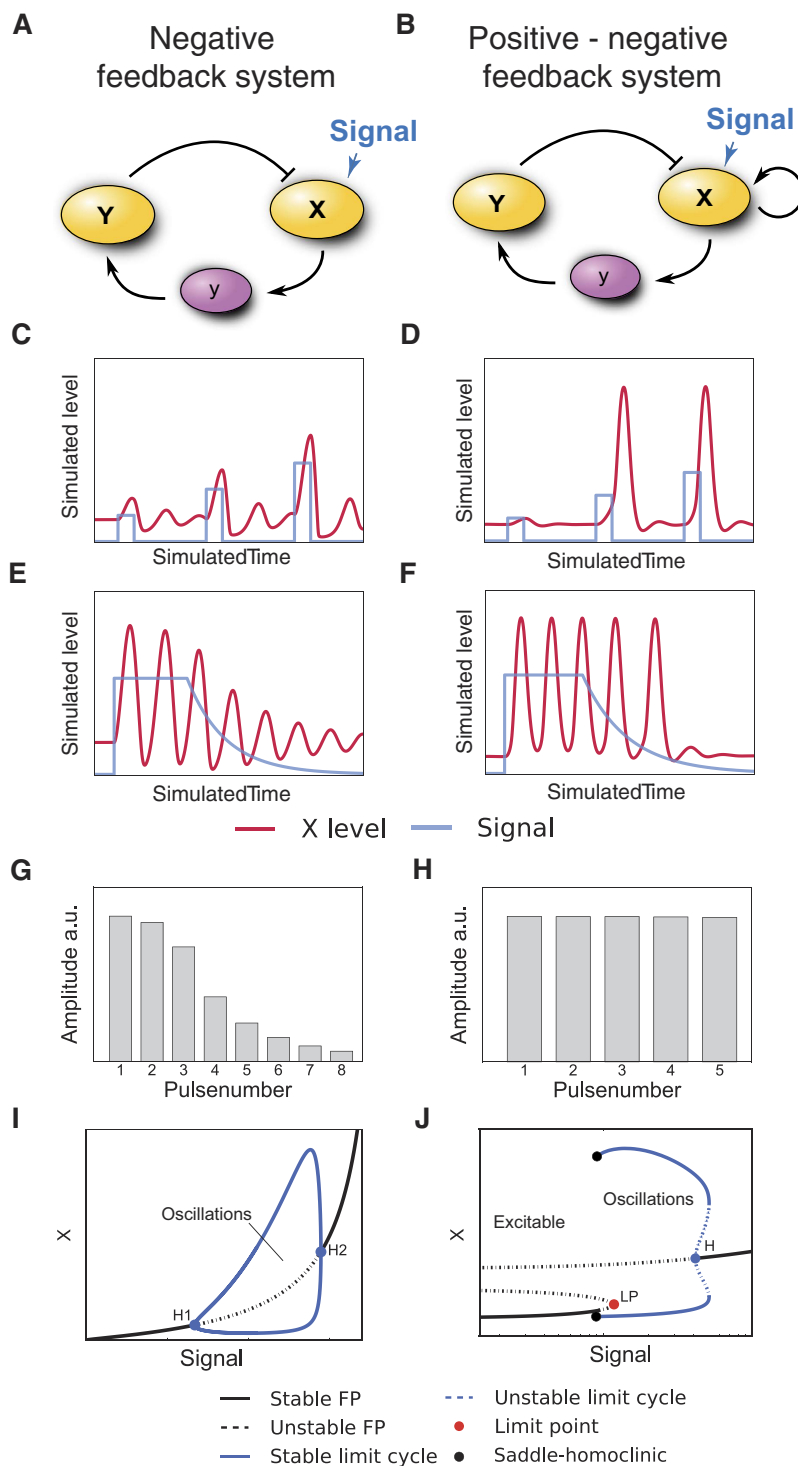 A
Negative
feedback system
B
Positive - negative
feedback system
Signal
Y
X
y
Signal
Y
X
y
C
Simulated level
SimulatedTime
D
Simulated level
SimulatedTime
E
Simulated level
SimulatedTime
F
Simulated level
SimulatedTime
X level
Signal
G
Amplitude a.u.
1 2 3 4 5 6 7 8
Pulsenumber
H
Amplitude a.u.
1 2 3 4 5
Pulsenumber
I
X
Oscillations
H2
H1
Signal
J
X
Oscillations
Excitable
H
LP
Signal
Stable FP
Unstable FP
Stable limit cycle
Unstable limit cycle
Limit point
Saddle-homoclinic